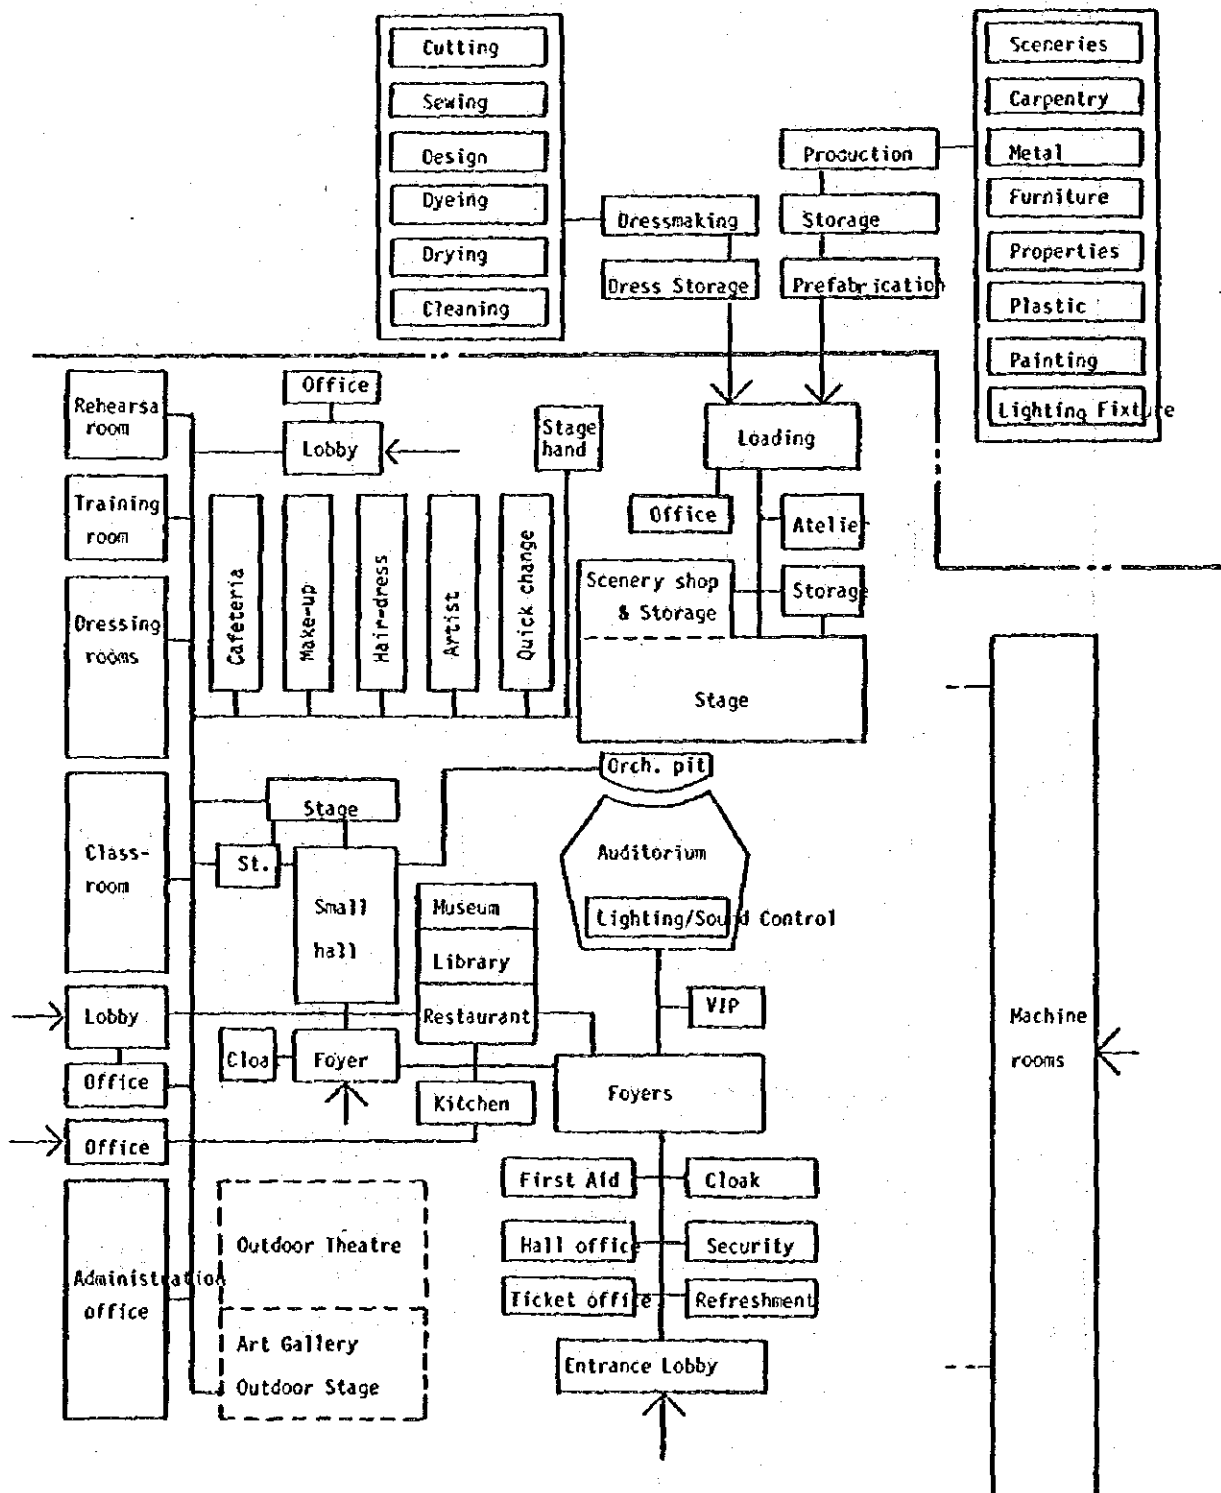 Cutting
Sewing
Design
Dyeing
Drying
Cleaning
Dressmaking
Dress Storage
Production
Storage
Prefabrication
Sceneries
Carpentry
Metal
Furniture
Properties
Plastic
Painting
Lighting Fixture
Rehearsa
room
Office
Lobby
Stage
hand
Loading
Training
room
Office
Atelie
Dressing
rooms
Cafeteria
Make-up
Hair-dress
Artist
Quick change
Scenery shop
& Storage
Storage
Stage
Orch. pit
Stage
Class-
room
St.
Small
hall
Museum
Library
Restaurant
Auditorium
Lighting/Sound Control
VIP
Lobby
Cloa
Foyer
Office
Kitchen
Foyers
Office
Machine
rooms
First Aid
Cloak
Hall office
Security
Ticket office
Refreshment
Administration
office
Outdoor Theatre
Art Gallery
Outdoor Stage
Entrance Lobby